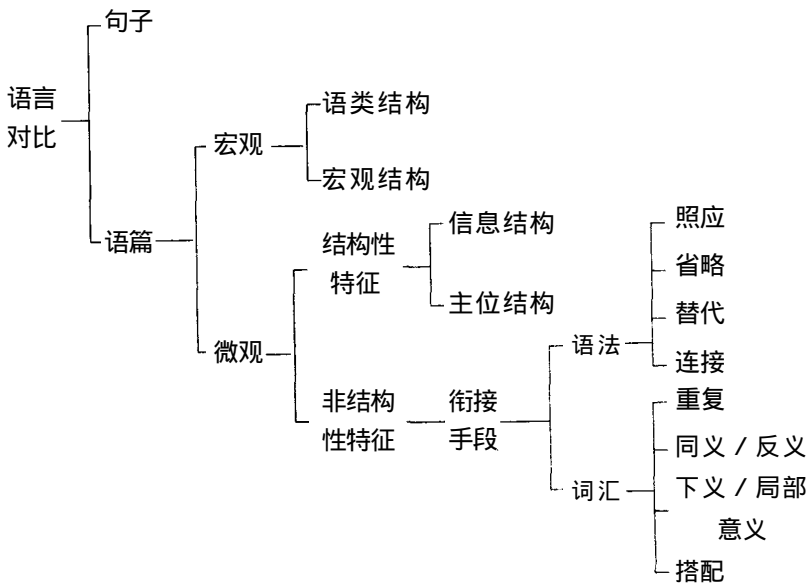 句子
语言
对比
语类结构
宏观
宏观结构
语篇
信息结构
结构性
特征
主位结构
微观
照应
省略
替代
语法
连接
非结构
性特征
衔接
手段
重复
同义 / 反义
词汇
下义 / 局部
意义
搭配